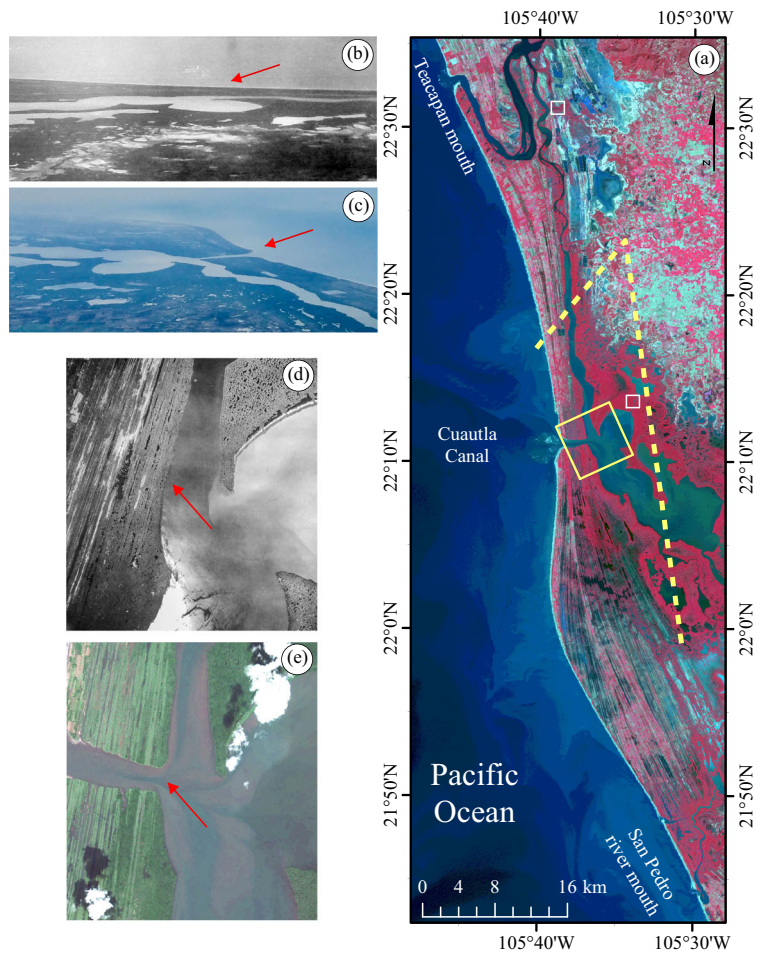 105°40'W
105°30'W
(a)
(b)
(c)
(d)
(e)
Teacapan mouth
z
22°30'N
22°30'N
22°20'N
22°20'N
22°10'N
22°10'N
22°0'N
22°0'N
21°50'N
21°50'N
Cuautla
Canal
Pacific
Ocean
San Pedro
river mouth
0 4 8 16 km
105°40'W
105°30'W